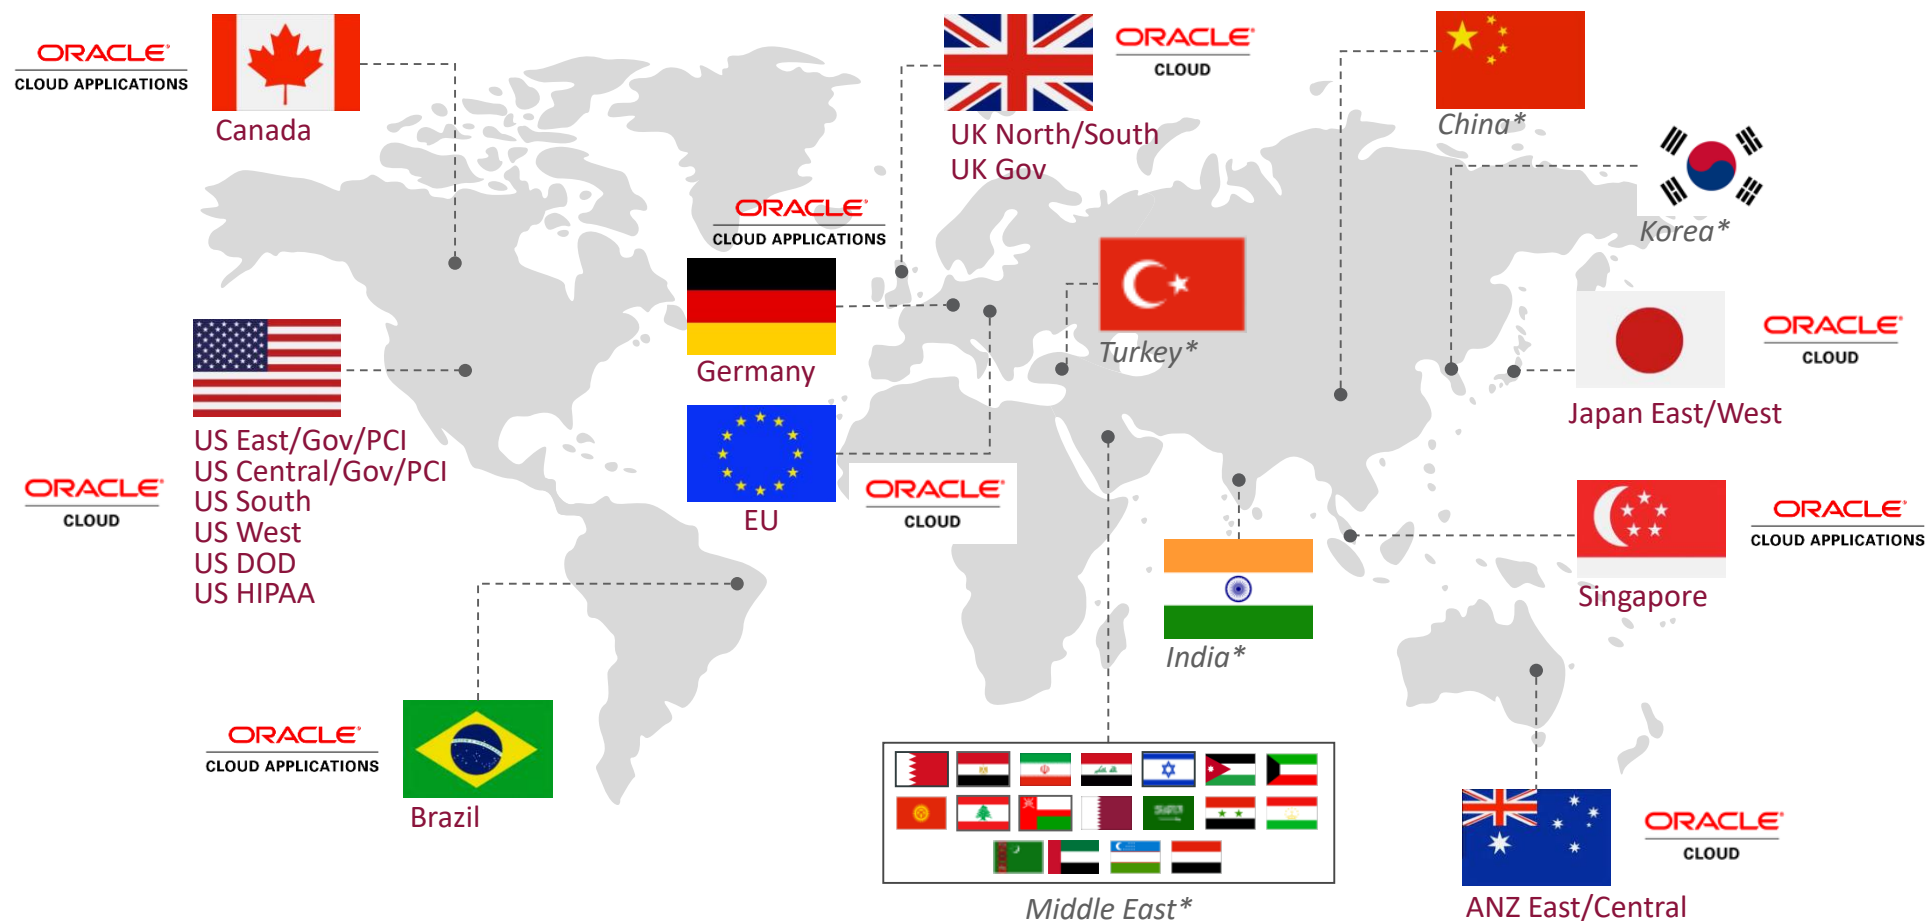 ORACLE®
CLOUD APPLICATIONS
Canada
ORACLE®
CLOUD
UK North/South
UK Gov
China*
Korea*
ORACLE®
CLOUD APPLICATIONS
Germany
Turkey*
ORACLE®
CLOUD
Japan East/West
US East/Gov/PCI
US Central/Gov/PCI
US South
US West
US DOD
US HIPAA
ORACLE®
CLOUD
EU
ORACLE®
CLOUD
India*
Singapore
ORACLE®
CLOUD APPLICATIONS
ORACLE®
CLOUD APPLICATIONS
Brazil
Middle East*
ORACLE®
CLOUD
ANZ East/Central